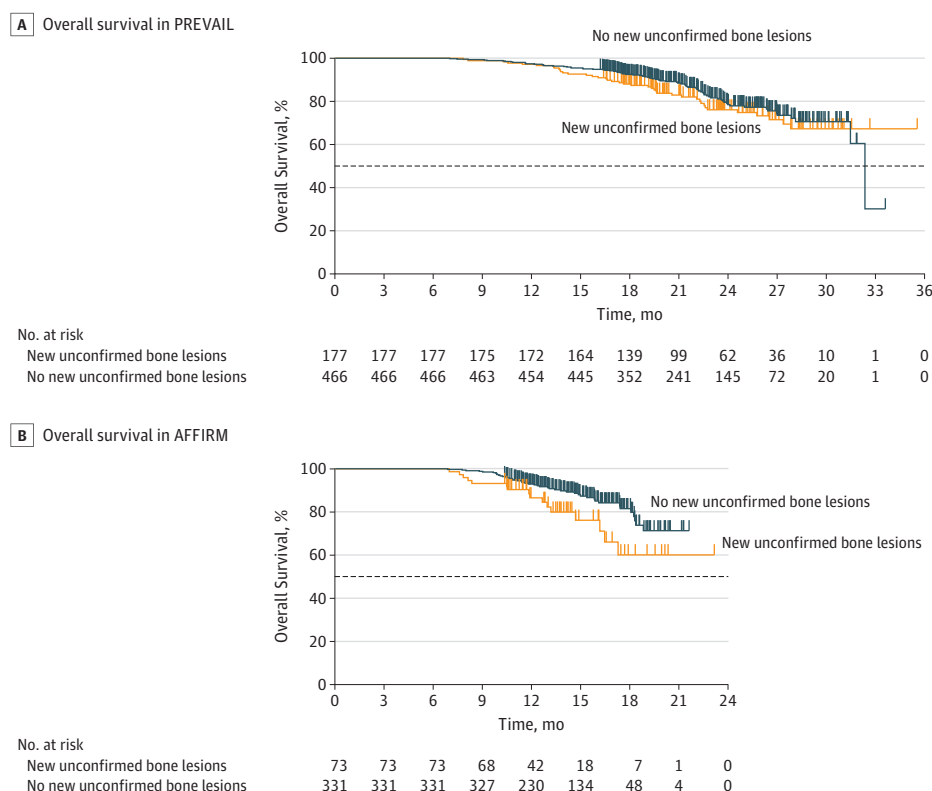 A Overall survival in PREVAIL
No new unconfirmed bone lesions
New unconfirmed bone lesions
Overall Survival, %
100
80
60
40
20
0
0 3 6 9 12 15 18 21 24 27 30 33 36
Time, mo
No. at risk
New unconfirmed bone lesions 177 177 177 175 172 164 139 99 62 36 10 1 0
No new unconfirmed bone lesions 466 466 466 463 454 445 352 241 145 72 20 1 0
B Overall survival in AFFIRM
No new unconfirmed bone lesions
New unconfirmed bone lesions
Overall Survival, %
100
80
60
40
20
0
0 3 6 9 12 15 18 21 24
Time, mo
No. at risk
New unconfirmed bone lesions 73 73 73 68 42 18 7 1 0
No new unconfirmed bone lesions 331 331 331 327 230 134 48 4 0